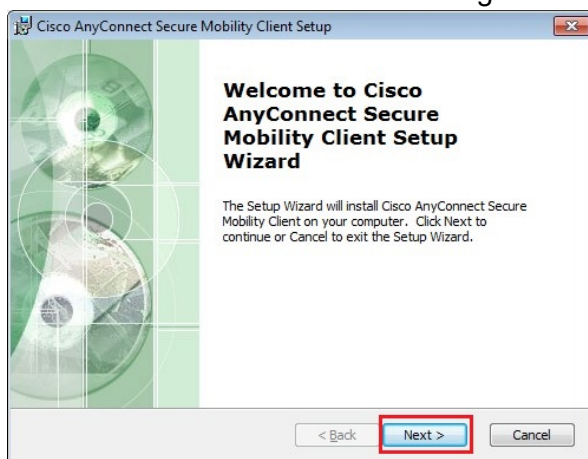 Cisco AnyConnect Secure Mobility Client Setup
Welcome to Cisco
AnyConnect Secure
Mobility Client Setup
Wizard
The Setup Wizard will install Cisco AnyConnect Secure
Mobility Client on your computer. Click Next to
continue or Cancel to exit the Setup Wizard.
< Back Next > Cancel